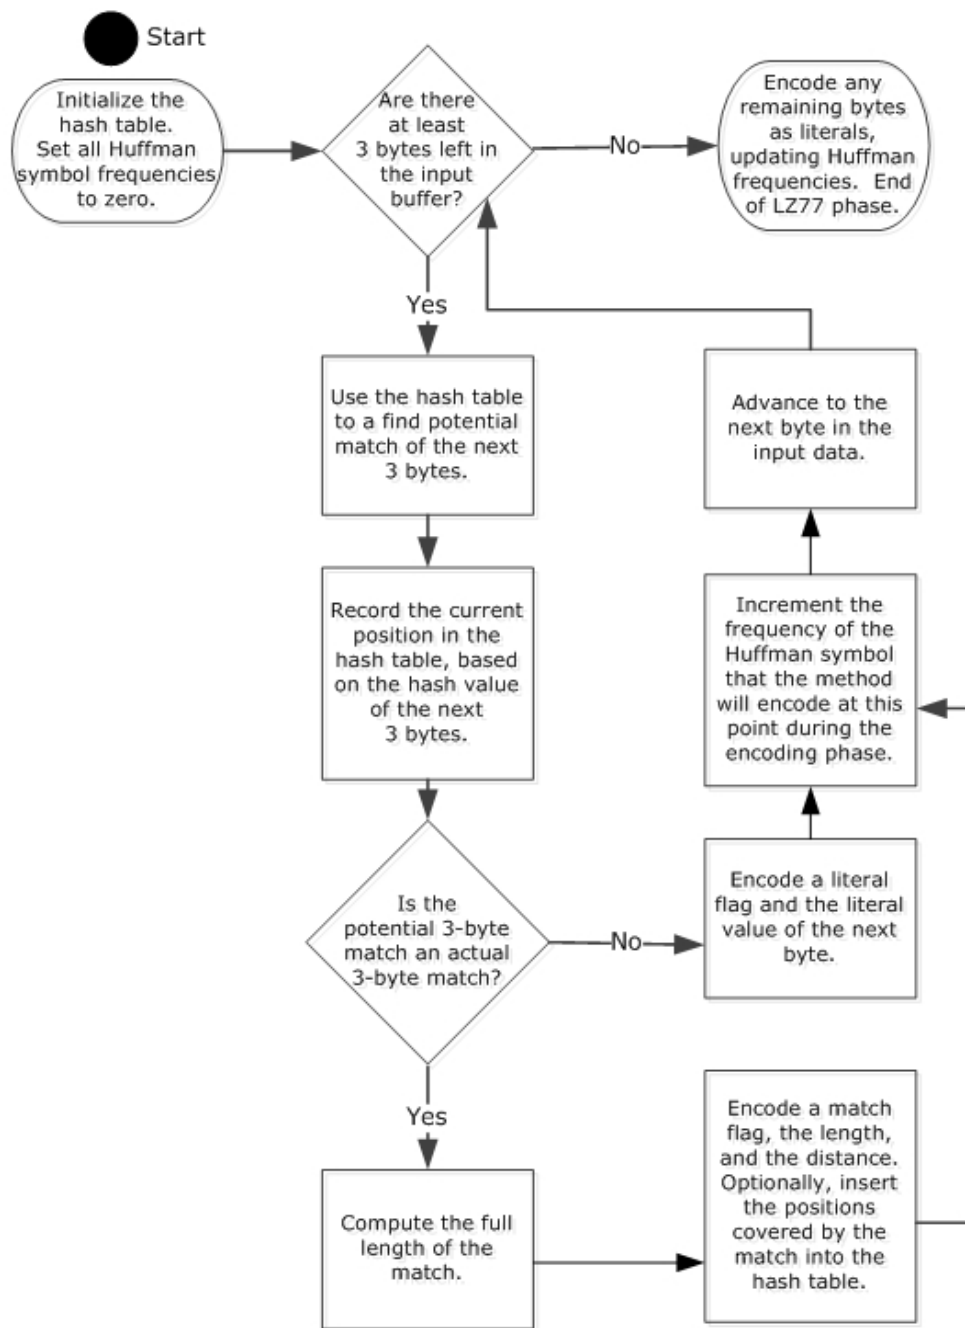 Start
Initialize the
hash table.
Set all Huffman
symbol frequencies
to zero.
Are there
at least
3 bytes left in
the input
buffer?
No
Encode any
remaining bytes
as literals,
updating Huffman
frequencies.  End
of LZ77 phase.
Yes
Use the hash table
to a find potential
match of the next
3 bytes.
Advance to the
next byte in the
input data.
Record the current
position in the
hash table, based
on the hash value
of the next
3 bytes.
Increment the
frequency of the
Huffman symbol
that the method
will encode at this
point during the
encoding phase.
Is the
potential 3-byte
match an actual
3-byte match?
No
Encode a literal
flag and the literal
value of the next
byte.
Yes
Compute the full
length of the
match.
Encode a match
flag, the length,
and the distance.
Optionally, insert
the positions
covered by the
match into the
hash table.